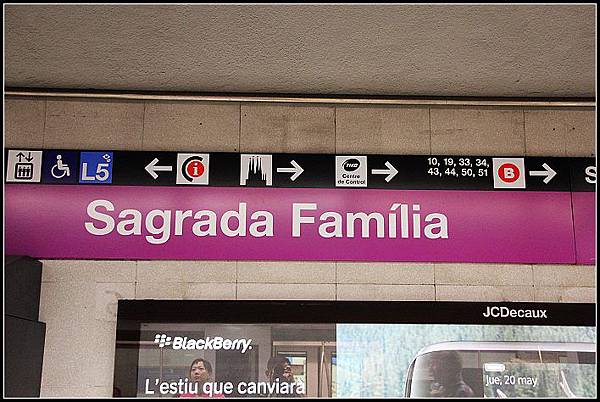 L5 i TMB Centre de Control 10, 19, 33, 34, 43, 44, 50, 51 B S
Sagrada Família
JCDecaux
BlackBerry.
L'estiu que canviarà
jue, 20 may